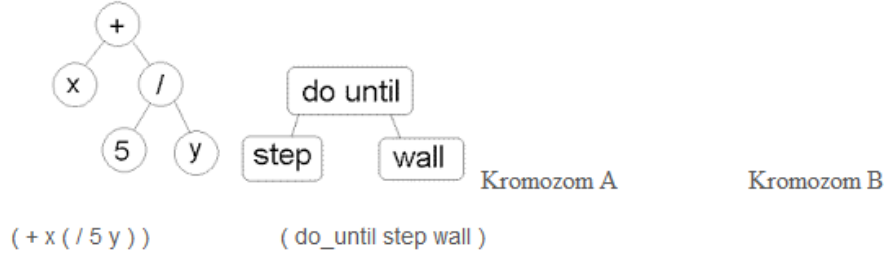 +
x /
do until
5 y
step wall
Kromozom A Kromozom B
( + x ( / 5 y ) ) ( do_until step wall )